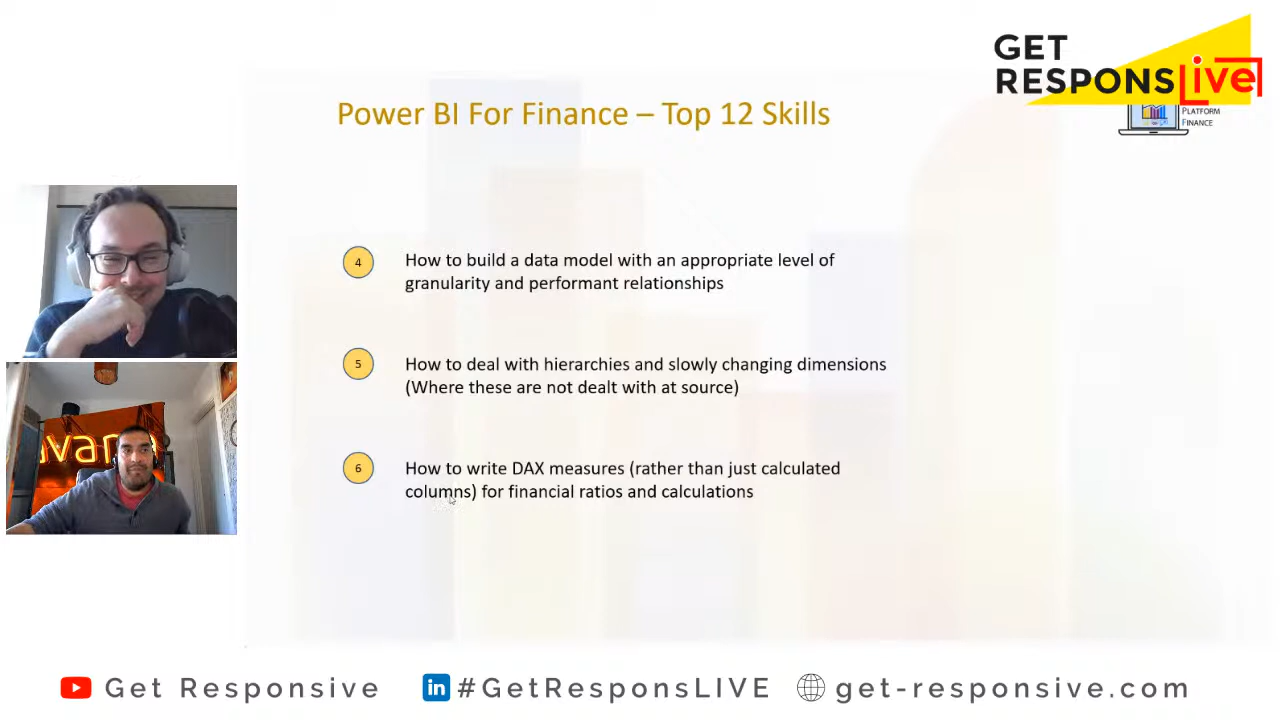 GET
RESPONSLive
PLATFORM
FINANCE
Power BI For Finance – Top 12 Skills
4
How to build a data model with an appropriate level of
granularity and performant relationships
5
How to deal with hierarchies and slowly changing dimensions
(Where these are not dealt with at source)
6
How to write DAX measures (rather than just calculated
columns) for financial ratios and calculations
Get Responsive
in
#GetResponsLIVE
get-responsive.com